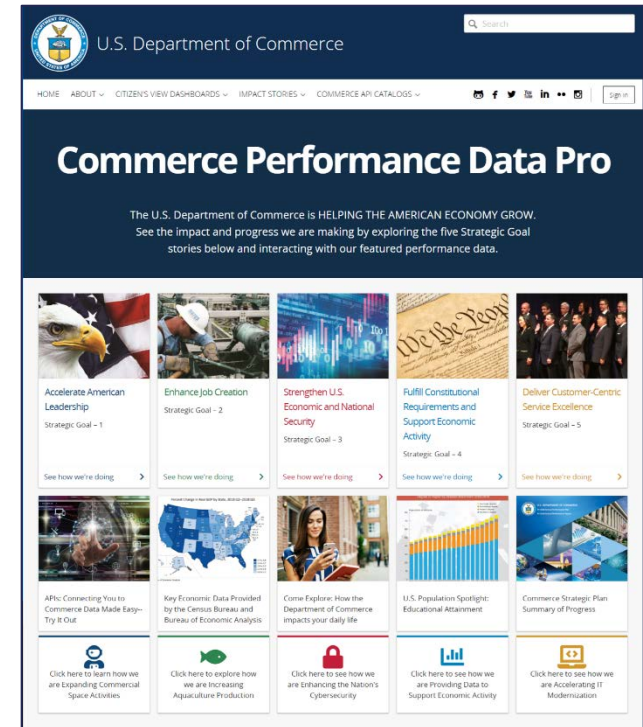 U.S. Department of Commerce
Search
HOME ABOUT CITIZEN'S VIEW DASHBOARDS IMPACT STORIES COMMERCE API CATALOGS
Sign in
Commerce Performance Data Pro
The U.S. Department of Commerce is HELPING THE AMERICAN ECONOMY GROW.
See the impact and progress we are making by exploring the five Strategic Goal
stories below and interacting with our featured performance data.
We the People
Accelerate American
Leadership
Strategic Goal – 1
See how we're doing
Enhance Job Creation
Strategic Goal – 2
See how we're doing
Strengthen U.S.
Economic and National
Security
Strategic Goal – 3
See how we're doing
Fulfill Constitutional
Requirements and
Support Economic
Activity
Strategic Goal – 4
See how we're doing
Deliver Customer-Centric
Service Excellence
Strategic Goal – 5
See how we're doing
APIs: Connecting You to
Commerce Data Made Easy--
Try It Out
Key Economic Data Provided
by the Census Bureau and
Bureau of Economic Analysis
Come Explore: How the
Department of Commerce
impacts your daily life
U.S. Population Spotlight:
Educational Attainment
Commerce Strategic Plan
Summary of Progress
Click here to learn how we
are Expanding Commercial
Space Activities
Click here to explore how
we are Increasing
Aquaculture Production
Click here to see how we
are Enhancing the Nation's
Cybersecurity
Click here to see how we
are Providing Data to
Support Economic Activity
Click here to see how we
are Accelerating IT
Modernization